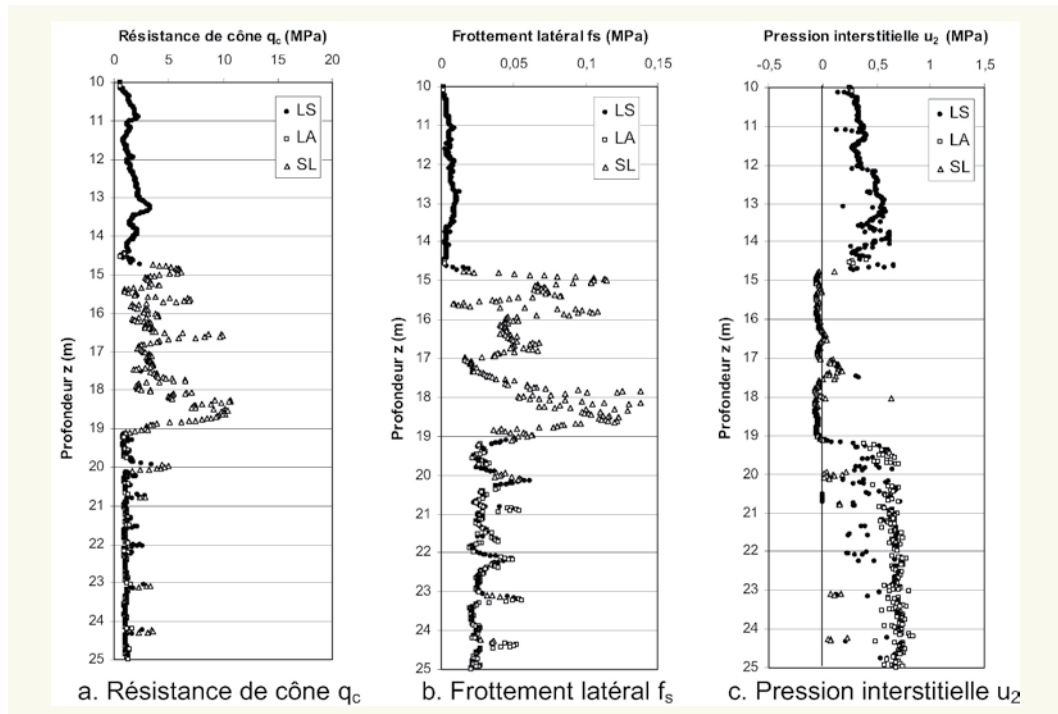 Résistance de cône qc (MPa)
0 5 10 15 20
Profondeur z (m)
10
11
12
13
14
15
16
17
18
19
20
21
22
23
24
25
LS
LA
SL
a. Résistance de cône qc
Frottement latéral fs (MPa)
0 0,05 0,1 0,15
Profondeur z (m)
10
11
12
13
14
15
16
17
18
19
20
21
22
23
24
25
LS
LA
SL
b. Frottement latéral fs
Pression interstitielle u2 (MPa)
-0,5 0 0,5 1 1,5
Profondeur z (m)
10
11
12
13
14
15
16
17
18
19
20
21
22
23
24
25
LS
LA
SL
c. Pression interstitielle u2